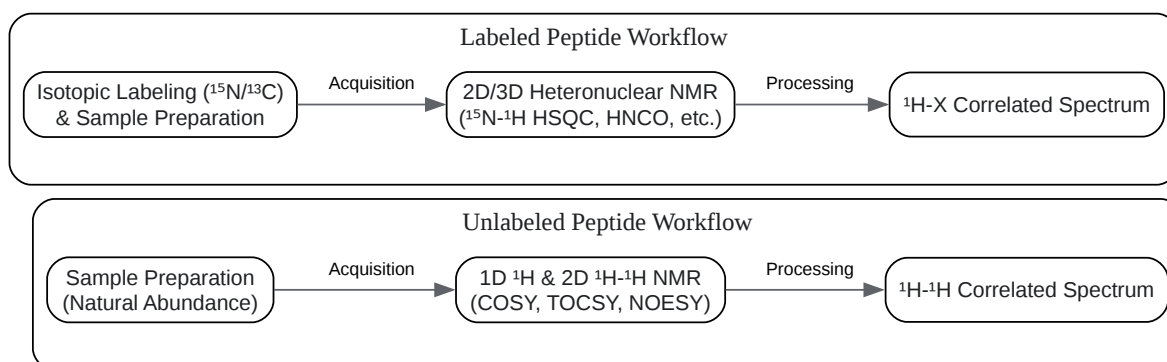 Labeled Peptide Workflow
Isotopic Labeling (¹⁵N/¹³C)
& Sample Preparation
Acquisition
2D/3D Heteronuclear NMR
(¹⁵N-¹H HSQC, HNCO, etc.)
Processing
¹H-X Correlated Spectrum
Unlabeled Peptide Workflow
Sample Preparation
(Natural Abundance)
Acquisition
1D ¹H & 2D ¹H-¹H NMR
(COSY, TOCSY, NOESY)
Processing
¹H-¹H Correlated Spectrum